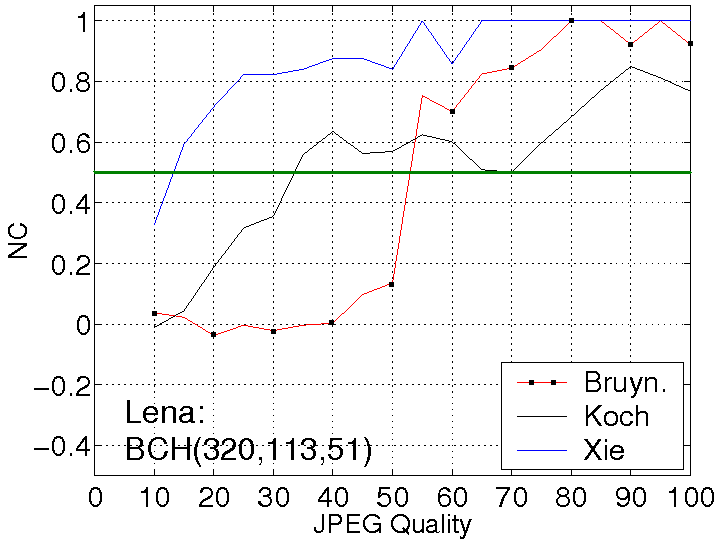 1
0.8
0.6
0.4
0.2
0
−0.2
−0.4
NC
Lena:
BCH(320,113,51)
Bruyn.
Koch
Xie
0 10 20 30 40 50 60 70 80 90 100
JPEG Quality